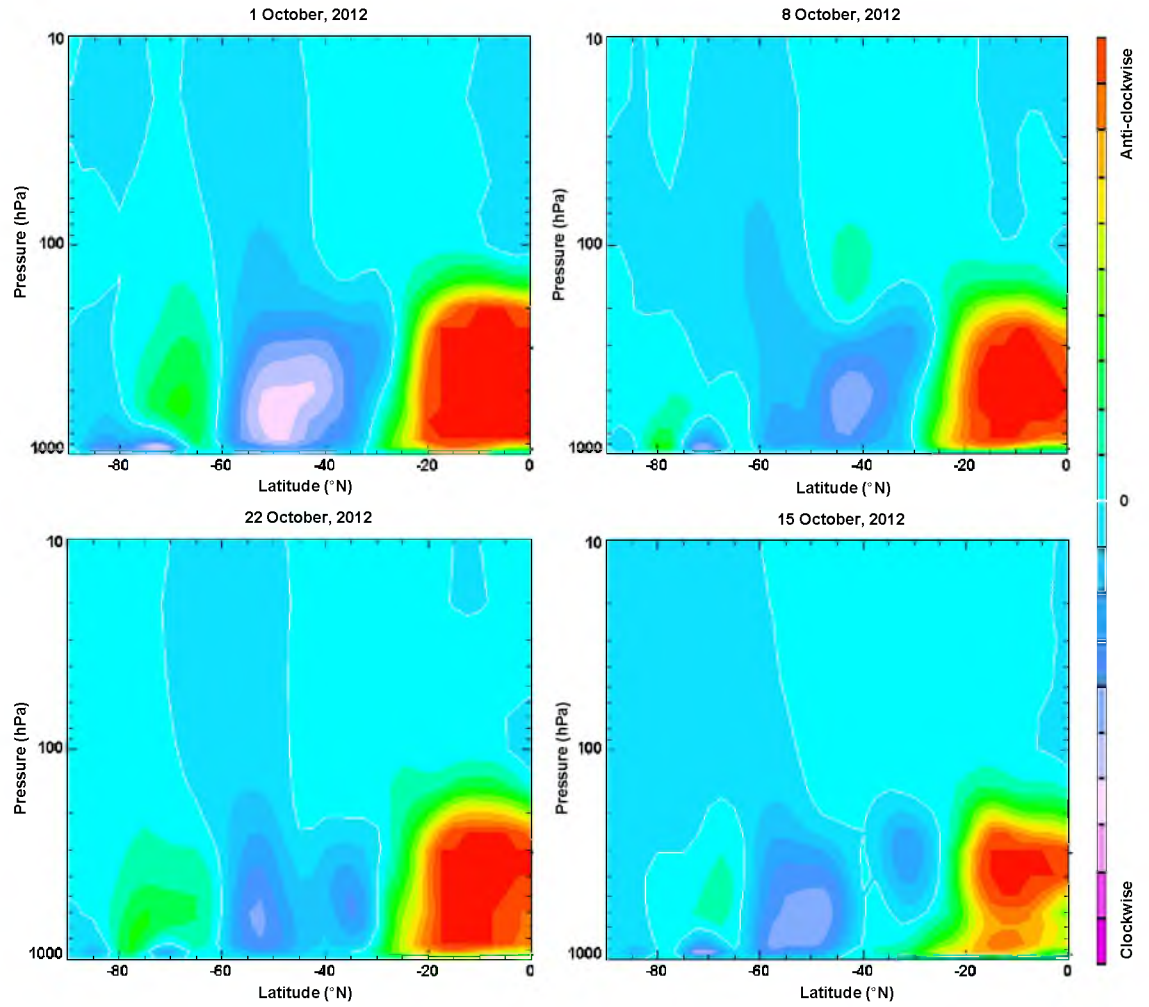 1 October, 2012
8 October, 2012
10
100
1000
Pressure (hPa)
-80
-60
-40
-20
0
Latitude (°N)
10
100
1000
Pressure (hPa)
-80
-60
-40
-20
0
Latitude (°N)
Anti-clockwise
0
Clockwise
22 October, 2012
15 October, 2012
10
100
1000
Pressure (hPa)
-80
-60
-40
-20
0
Latitude (°N)
10
100
1000
Pressure (hPa)
-80
-60
-40
-20
0
Latitude (°N)